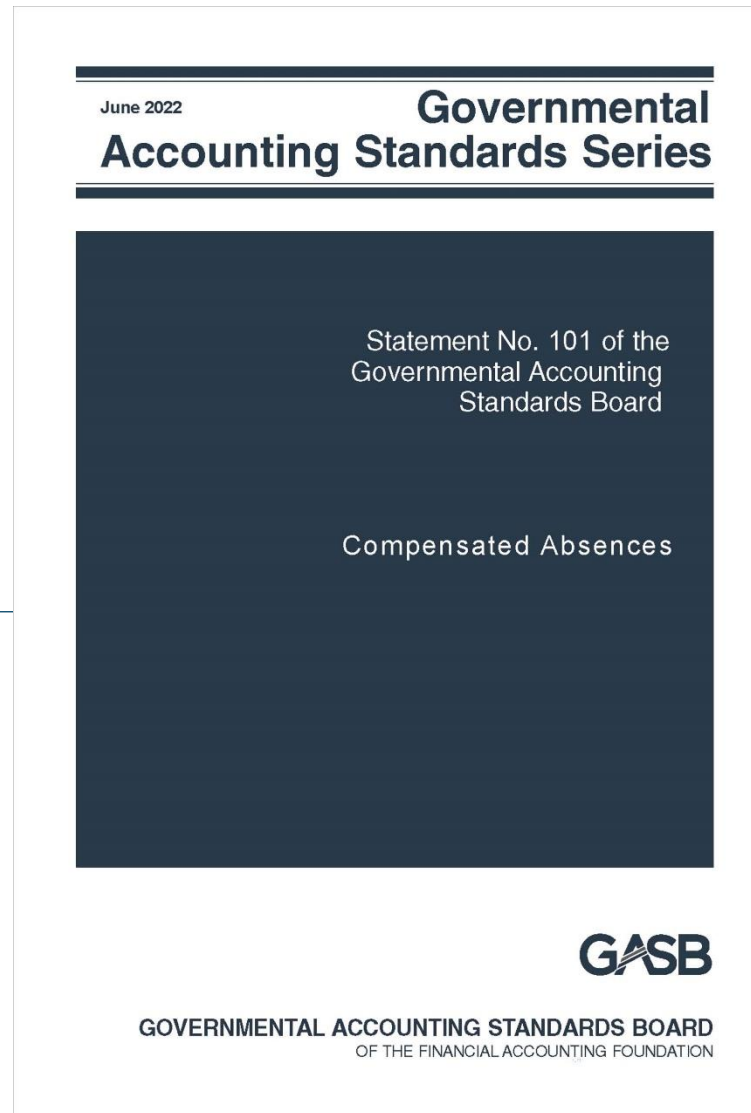 June 2022
Governmental
Accounting Standards Series
Statement No. 101 of the
Governmental Accounting
Standards Board
Compensated Absences
GASB
GOVERNMENTAL ACCOUNTING STANDARDS BOARD
OF THE FINANCIAL ACCOUNTING FOUNDATION